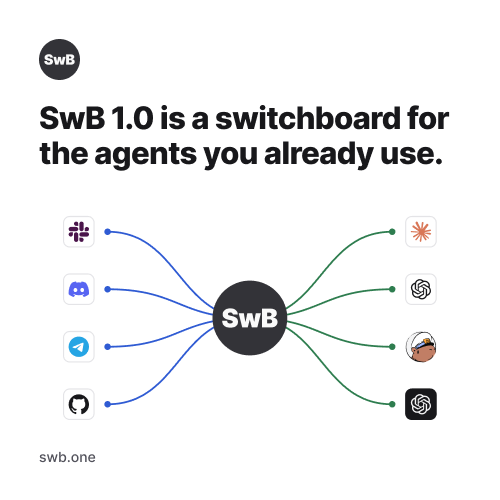 SwB
SwB 1.0 is a switchboard for
the agents you already use.
SwB
swb.one